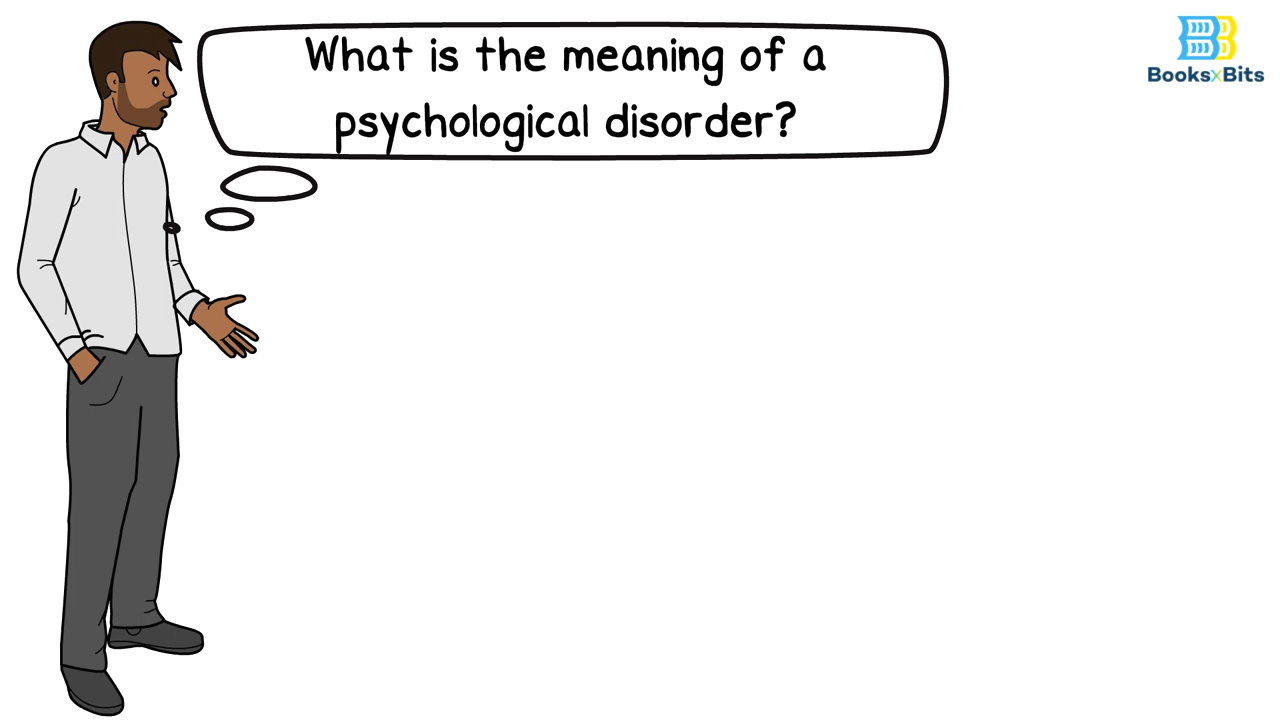 What is the meaning of a
psychological disorder?
BooksxBits